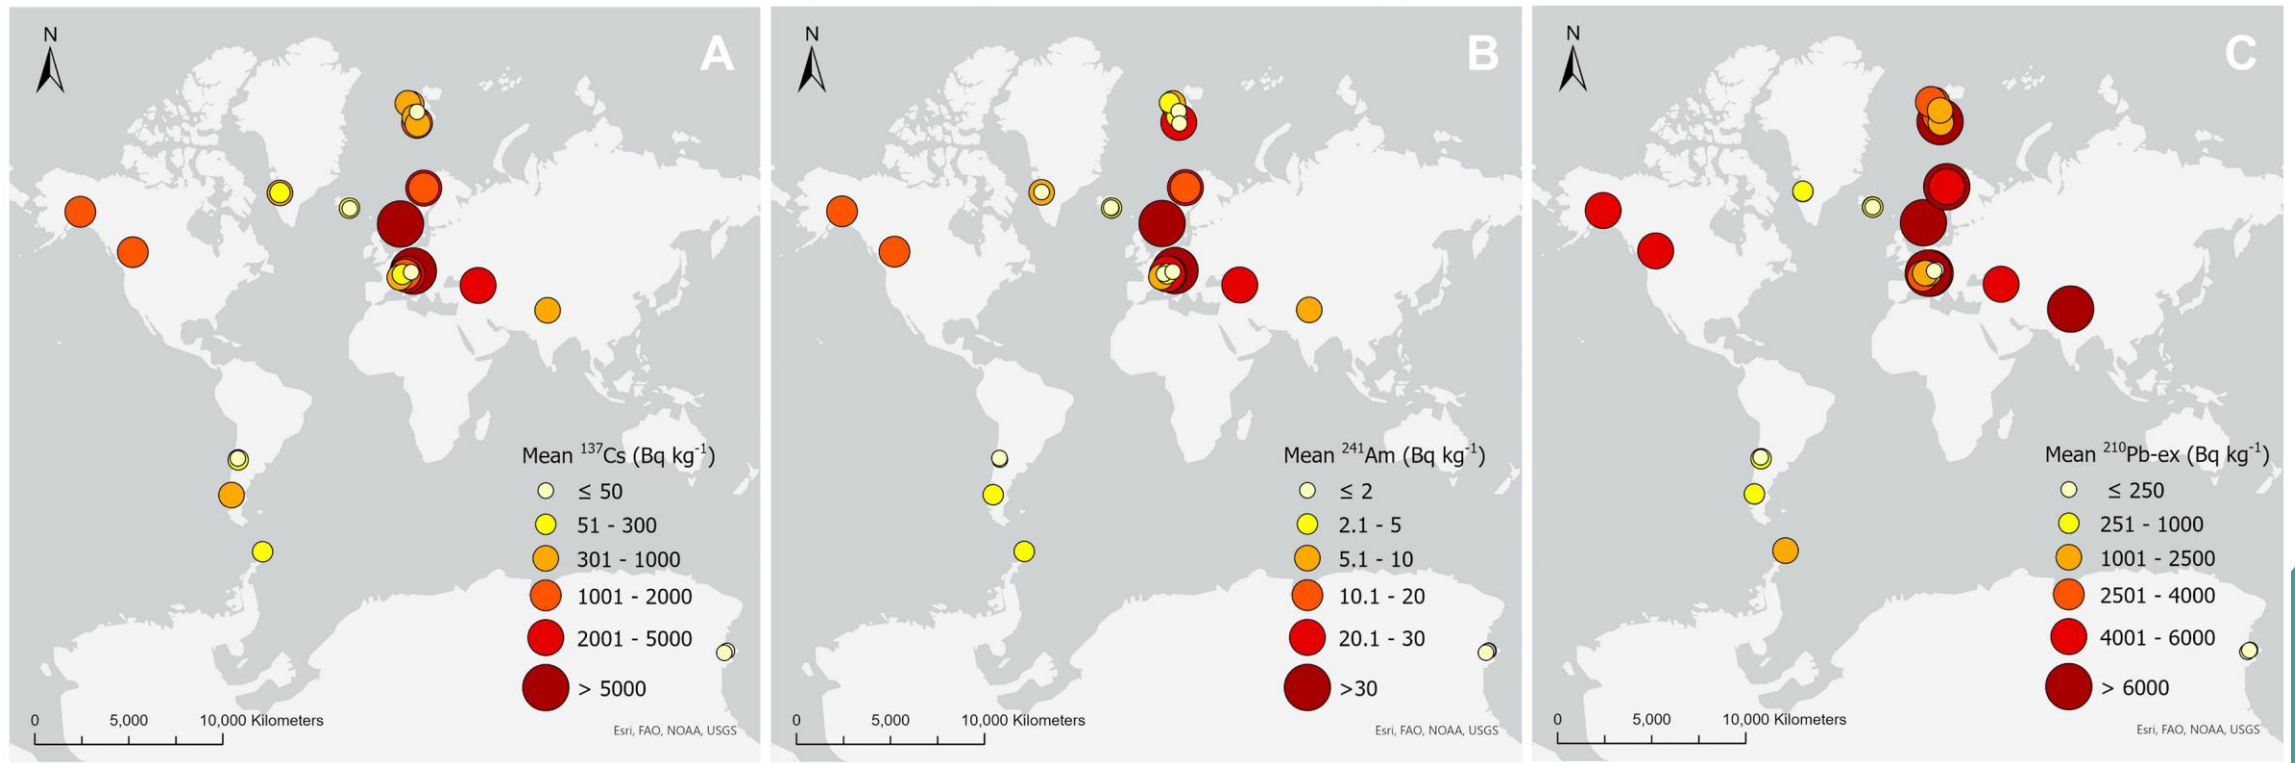 N
A
Mean ¹³⁷Cs (Bq kg⁻¹)
≤ 50
51 - 300
301 - 1000
1001 - 2000
2001 - 5000
> 5000
0 5,000 10,000 Kilometers
Esri, FAO, NOAA, USGS
N
B
Mean ²⁴¹Am (Bq kg⁻¹)
≤ 2
2.1 - 5
5.1 - 10
10.1 - 20
20.1 - 30
>30
0 5,000 10,000 Kilometers
Esri, FAO, NOAA, USGS
N
C
Mean ²¹⁰Pb-ex (Bq kg⁻¹)
≤ 250
251 - 1000
1001 - 2500
2501 - 4000
4001 - 6000
> 6000
0 5,000 10,000 Kilometers
Esri, FAO, NOAA, USGS